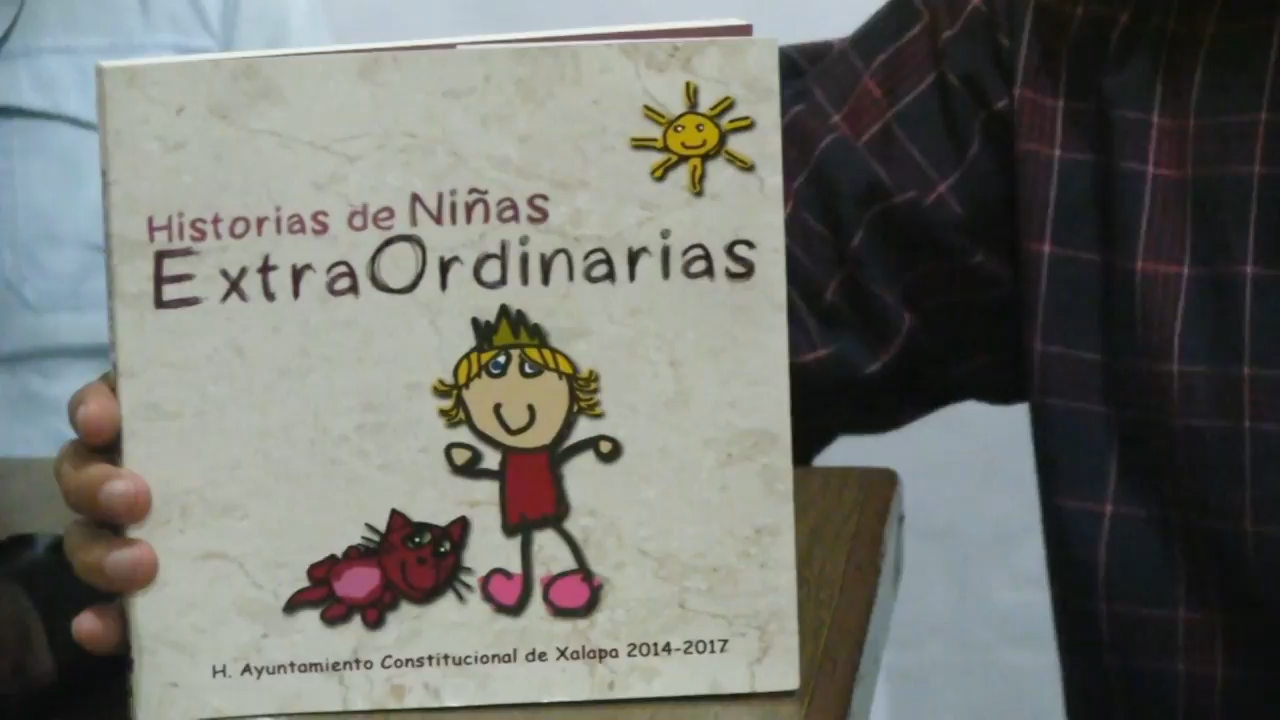 Historias de Niñas
ExtraOrdinarias
H. Ayuntamiento Constitucional de Xalapa 2014-2017